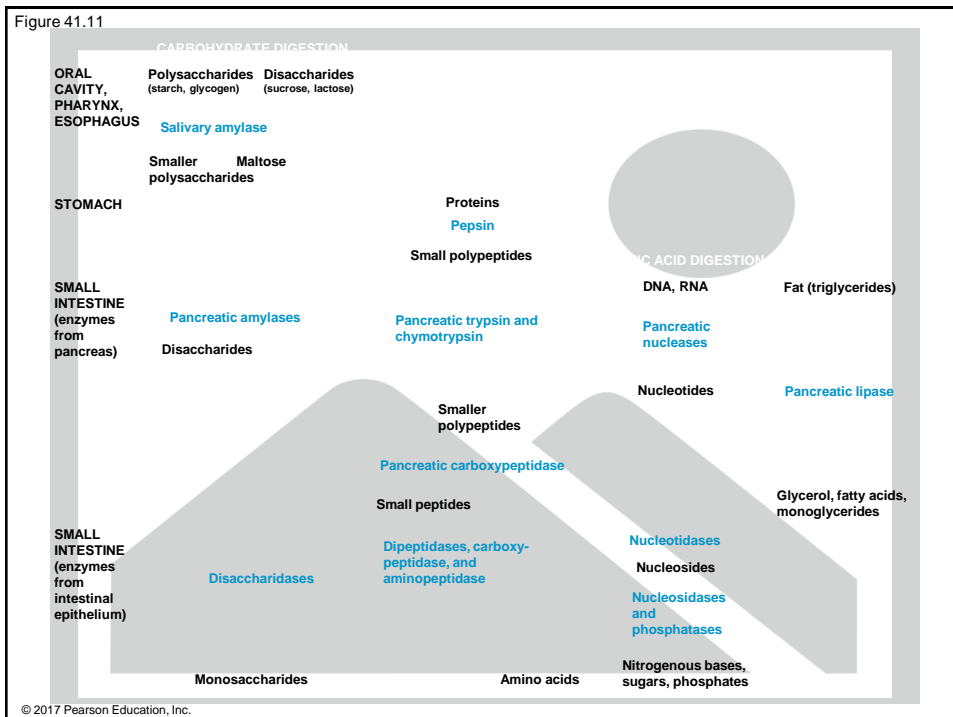 Figure 41.11
CARBOHYDRATE DIGESTION
ORAL
CAVITY,
PHARYNX,
ESOPHAGUS
Polysaccharides Disaccharides
(starch, glycogen) (sucrose, lactose)
Salivary amylase
Smaller Maltose
polysaccharides
STOMACH
Proteins
Pepsin
Small polypeptides
ACID DIGESTION
SMALL
INTESTINE
(enzymes
from
pancreas)
DNA, RNA
Fat (triglycerides)
Pancreatic amylases
Pancreatic trypsin and
chymotrypsin
Pancreatic
nucleases
Disaccharides
Nucleotides
Pancreatic lipase
Smaller
polypeptides
Pancreatic carboxypeptidase
Small peptides
Glycerol, fatty acids,
monoglycerides
SMALL
INTESTINE
(enzymes
from
intestinal
epithelium)
Disaccharidases
Dipeptidases, carboxy-
peptidase, and
aminopeptidase
Nucleotidases
Nucleosides
Nucleosidases
and
phosphatases
Monosaccharides
Amino acids
Nitrogenous bases,
sugars, phosphates
© 2017 Pearson Education, Inc.